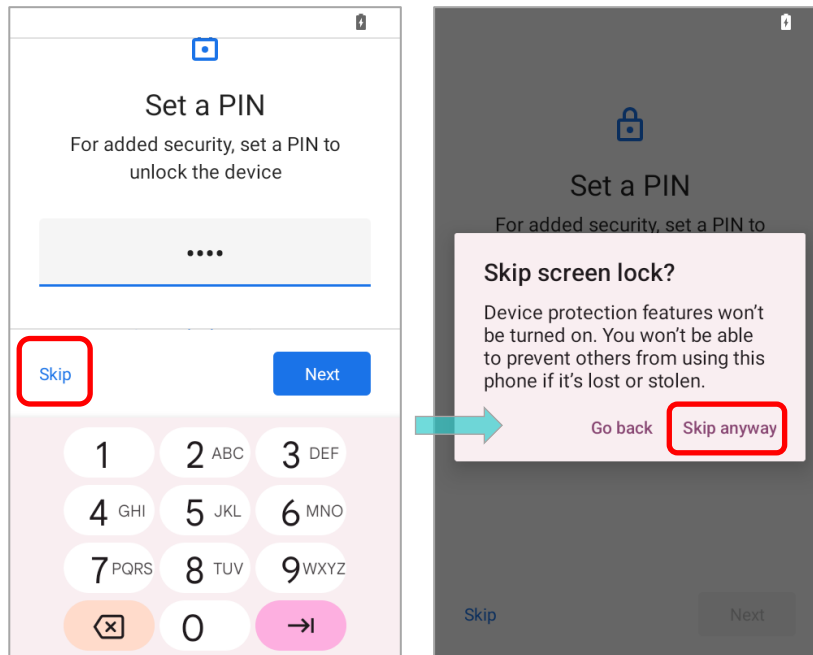 Set a PIN
For added security, set a PIN to
unlock the device
••••
Skip
Next
1
2 ABC
3 DEF
4 GHI
5 JKL
6 MNO
7 PQRS
8 TUV
9 WXYZ
0
Set a PIN
For added security, set a PIN to
Skip screen lock?
Device protection features won't
be turned on. You won't be able
to prevent others from using this
phone if it's lost or stolen.
Go back
Skip anyway
Skip
Next